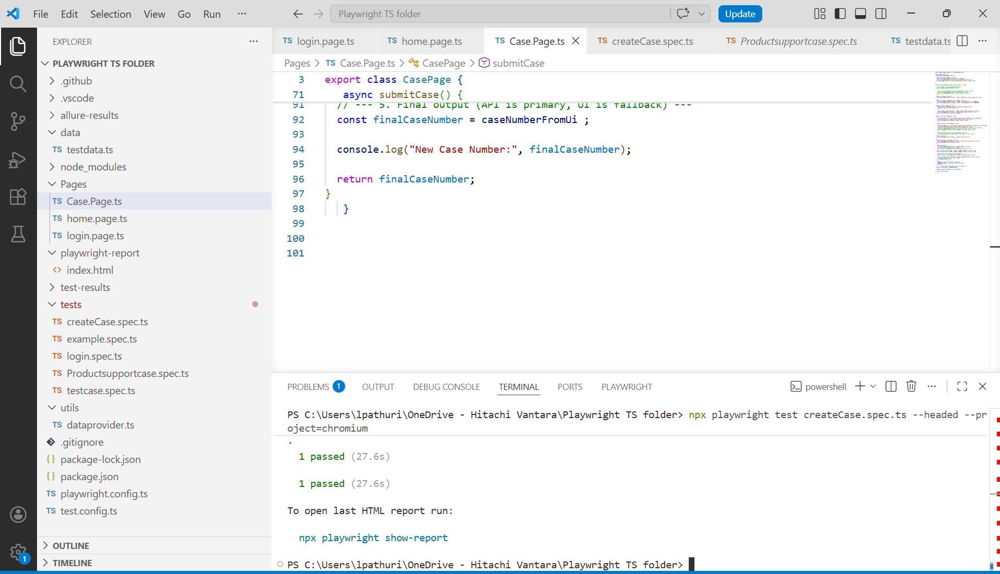 File Edit Selection View Go Run ··· Playwright TS folder Update
EXPLORER ···
PLAYWRIGHT TS FOLDER
.github
.vscode
allure-results
data
TS testdata.ts
node_modules
Pages
TS Case.Page.ts
TS home.page.ts
TS login.page.ts
playwright-report
<> index.html
test-results
tests
TS createCase.spec.ts
TS example.spec.ts
TS login.spec.ts
TS Productsupportcase.spec.ts
TS testcase.spec.ts
utils
TS dataprovider.ts
.gitignore
{} package-lock.json
{} package.json
TS playwright.config.ts
TS test.config.ts
OUTLINE
TIMELINE
1
TS login.page.ts TS home.page.ts TS Case.Page.ts TS createCase.spec.ts TS Productsupportcase.spec.ts TS testdata.ts ···
Pages > TS Case.Page.ts > CasePage > submitCase
3 export class CasePage {
71 async submitCase() {
91 // --- 5. Final output (API is primary, UI is fallback) ---
92 const finalCaseNumber = caseNumberFromUi ;
93
94 console.log("New Case Number:", finalCaseNumber);
95
96 return finalCaseNumber;
97 }
98 }
99
100
101
PROBLEMS 1 OUTPUT DEBUG CONSOLE TERMINAL PORTS PLAYWRIGHT powershell ···
PS C:\Users\lpathuri\OneDrive - Hitachi Vantara\Playwright TS folder> npx playwright test createCase.spec.ts --headed --pr
oject=chromium
·
1 passed (27.6s)
1 passed (27.6s)
To open last HTML report run:
npx playwright show-report
PS C:\Users\lpathuri\OneDrive - Hitachi Vantara\Playwright TS folder>